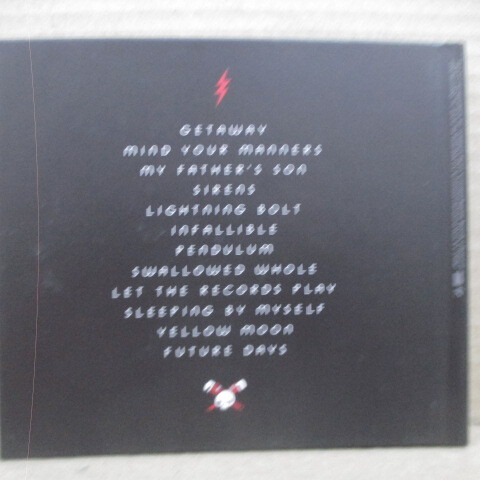 GETAWAY
MIND YOUR MANNERS
MY FATHER'S SON
SIRENS
LIGHTNING BOLT
INFALLIBLE
PENDULUM
SWALLOWED WHOLE
LET THE RECORDS PLAY
SLEEPING BY MYSELF
YELLOW MOON
FUTURE DAYS